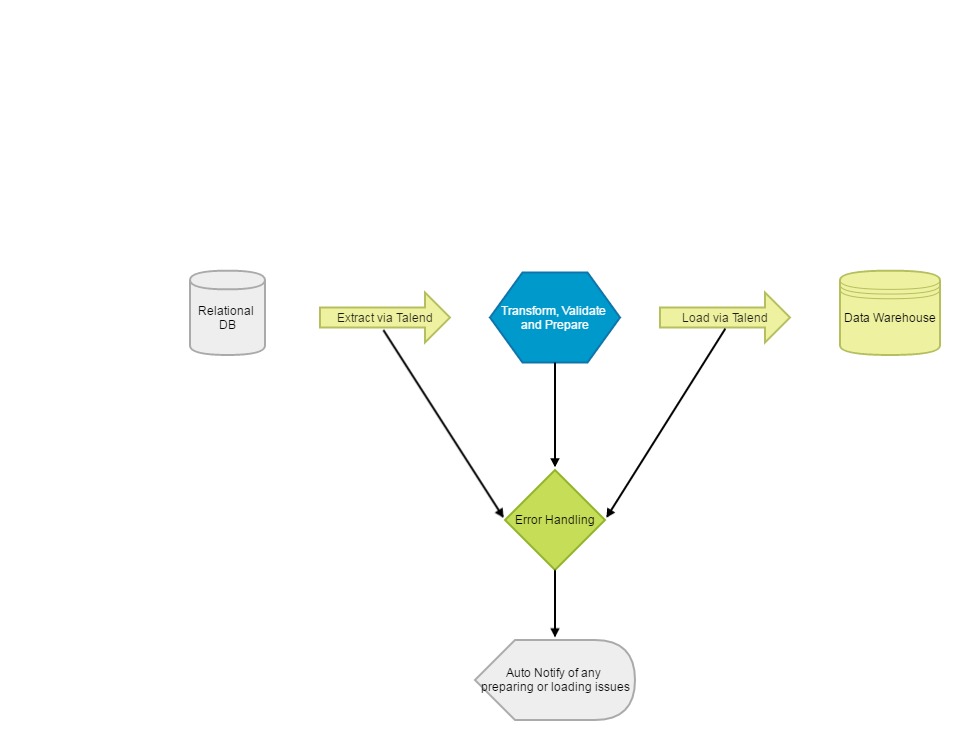 Relational
DB
Extract via Talend
Transform, Validate
and Prepare
Load via Talend
Data Warehouse
Error Handling
Auto Notify of any
preparing or loading issues